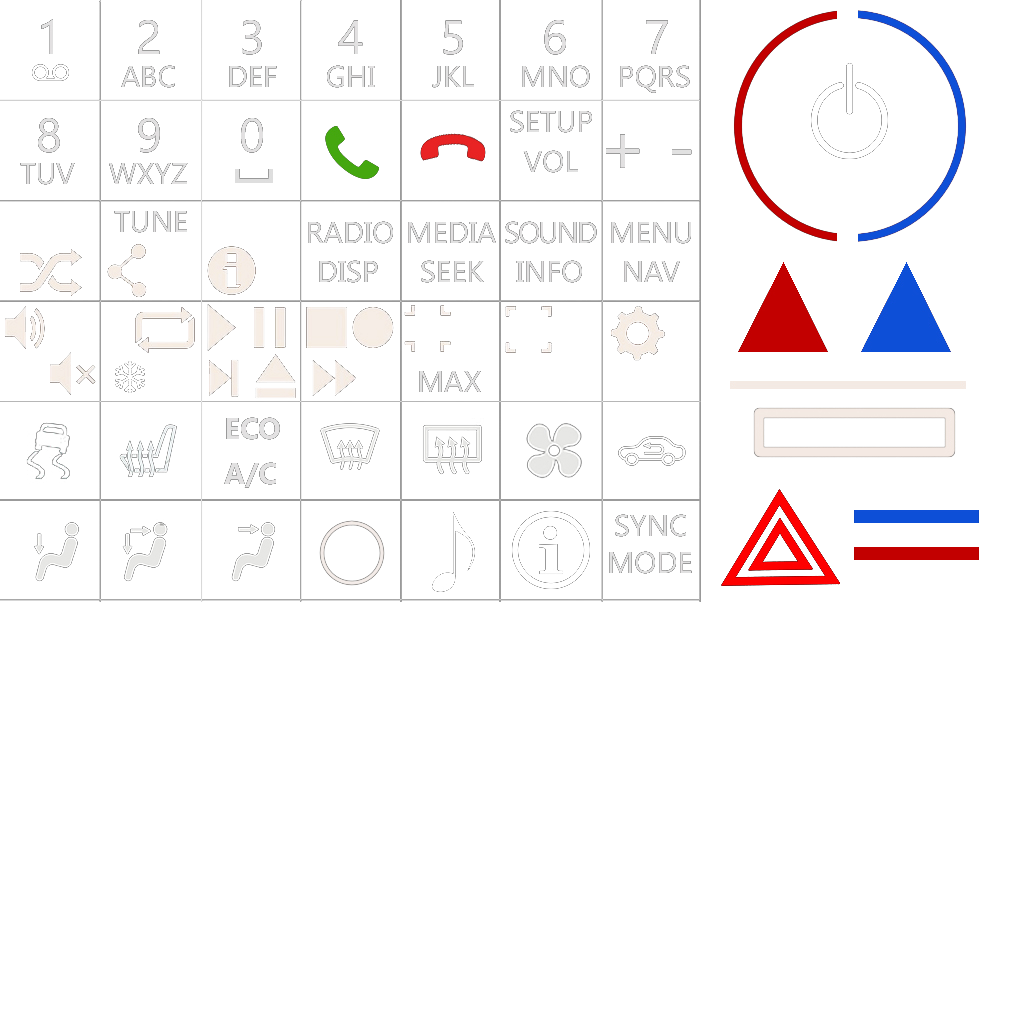 1 2 3 4 5 6 7
ABC DEF GHI JKL MNO PQRS
8 9 0 SETUP
TUV WXYZ VOL + -
TUNE
RADIO MEDIA SOUND MENU
DISP SEEK INFO NAV
MAX
ECO
A/C
SYNC
MODE